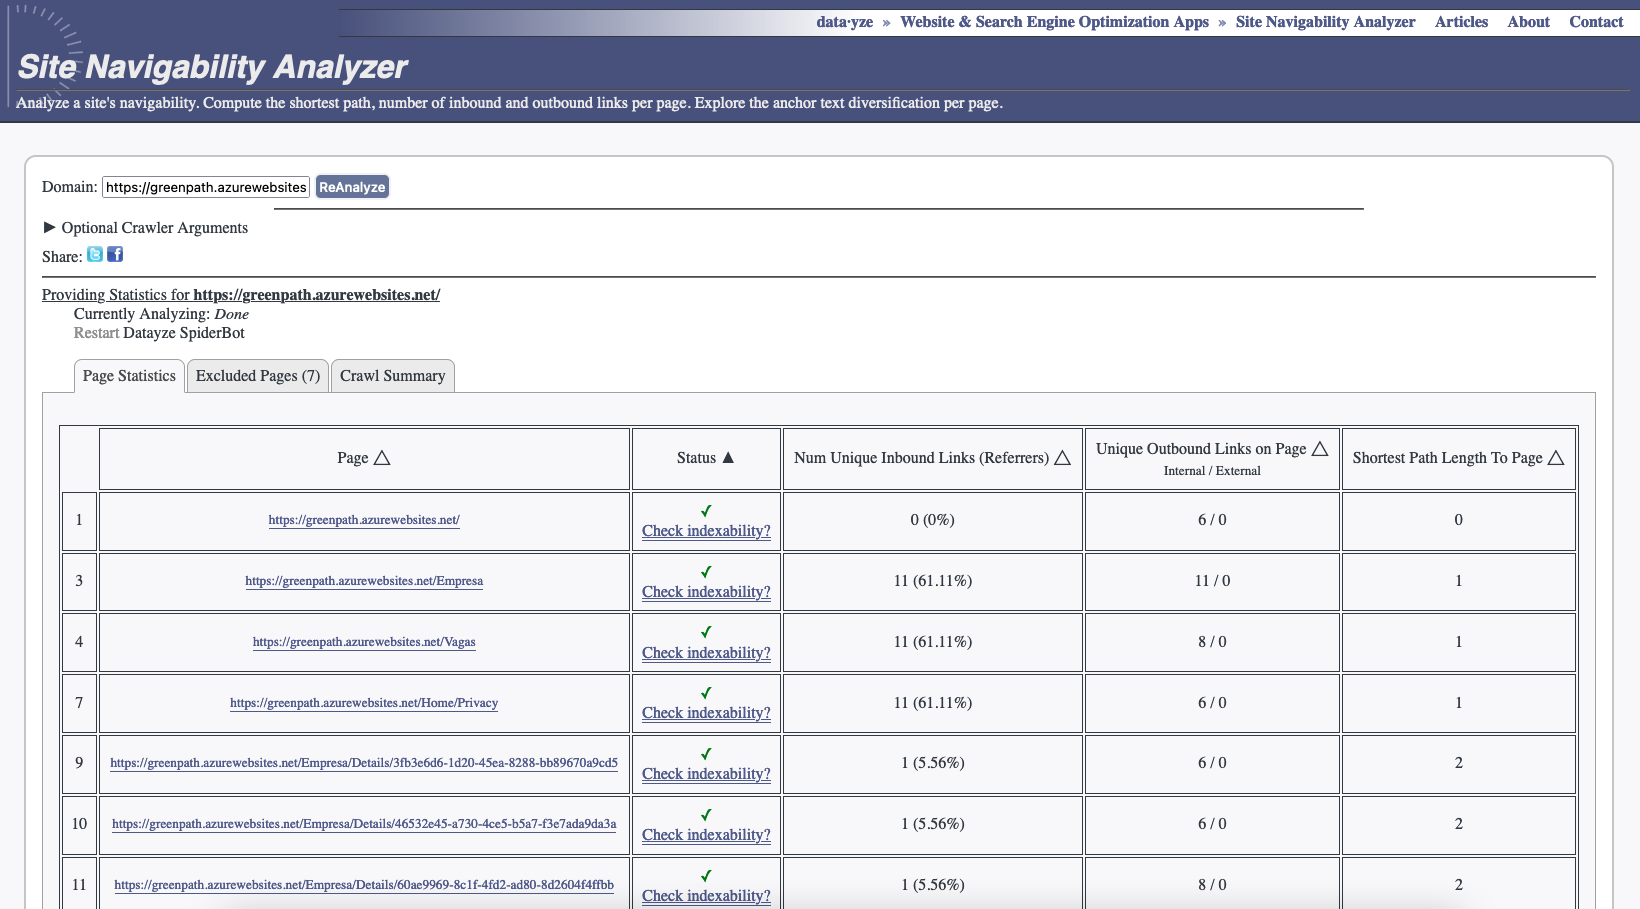 data·yze » Website & Search Engine Optimization Apps » Site Navigability Analyzer Articles About Contact
Site Navigability Analyzer
Analyze a site's navigability. Compute the shortest path, number of inbound and outbound links per page. Explore the anchor text diversification per page.
Domain: https://greenpath.azurewebsites ReAnalyze
► Optional Crawler Arguments
Share:
Providing Statistics for https://greenpath.azurewebsites.net/
Currently Analyzing: Done
Restart Datayze SpiderBot
Page Statistics Excluded Pages (7) Crawl Summary
Page △ Status ▲ Num Unique Inbound Links (Referrers) △ Unique Outbound Links on Page △ Shortest Path Length To Page △
Internal / External
1 https://greenpath.azurewebsites.net/ ✓ Check indexability? 0 (0%) 6 / 0 0
3 https://greenpath.azurewebsites.net/Empresa ✓ Check indexability? 11 (61.11%) 11 / 0 1
4 https://greenpath.azurewebsites.net/Vagas ✓ Check indexability? 11 (61.11%) 8 / 0 1
7 https://greenpath.azurewebsites.net/Home/Privacy ✓ Check indexability? 11 (61.11%) 6 / 0 1
9 https://greenpath.azurewebsites.net/Empresa/Details/3fb3e6d6-1d20-45ea-8288-bb89670a9cd5 ✓ Check indexability? 1 (5.56%) 6 / 0 2
10 https://greenpath.azurewebsites.net/Empresa/Details/46532e45-a730-4ce5-b5a7-f3e7ada9da3a ✓ Check indexability? 1 (5.56%) 6 / 0 2
11 https://greenpath.azurewebsites.net/Empresa/Details/60ae9969-8c1f-4fd2-ad80-8d2604f4ffbb ✓ Check indexability? 1 (5.56%) 8 / 0 2